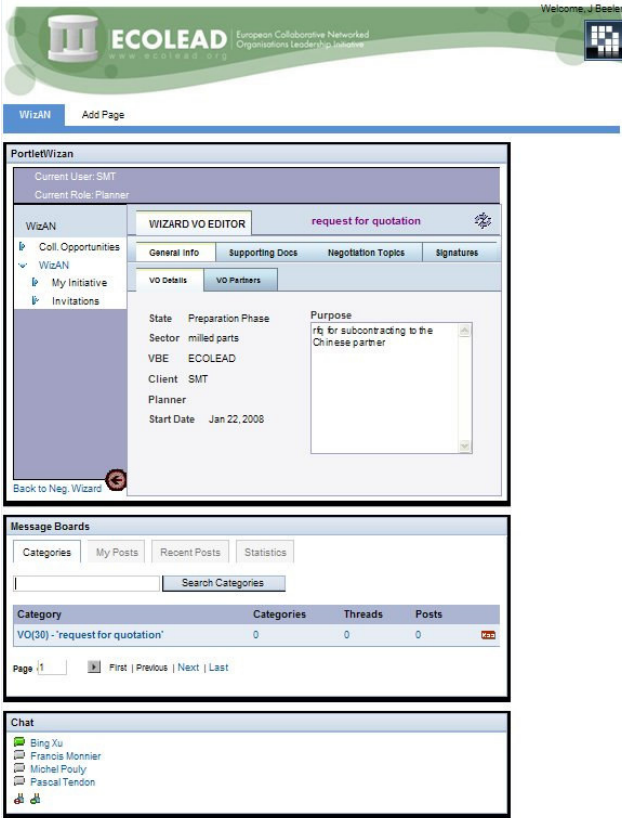 Welcome, J Beeler
ECOLEAD
European Collaborative Networked
Organisations Leadership Initiative
www.ecolead.org
WizAN Add Page
PortletWizan
Current User: SMT
Current Role: Planner
WizAN
Coll. Opportunities
WizAN
My Initiative
Invitations
Back to Neg. Wizard
WIZARD VO EDITOR request for quotation
General Info Supporting Docs Negotiation Topics Signatures
VO Details VO Partners
State Preparation Phase
Sector milled parts
VBE ECOLEAD
Client SMT
Planner
Start Date Jan 22, 2008
Purpose
rfq for subcontracting to the
Chinese partner
Message Boards
Categories My Posts Recent Posts Statistics
Search Categories
Category Categories Threads Posts
VO(30) - 'request for quotation' 0 0 0
Page 1 First | Previous | Next | Last
Chat
Bing Xu
Francis Monnier
Michel Pouly
Pascal Tendon